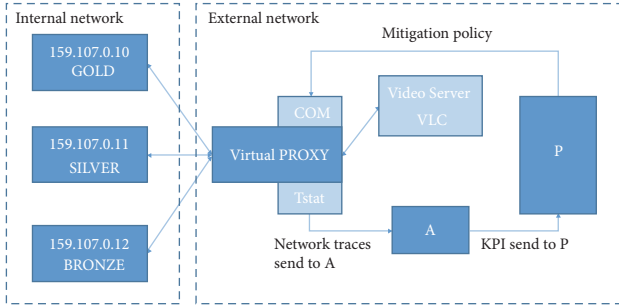 Internal network
External network
159.107.0.10
GOLD
159.107.0.11
SILVER
159.107.0.12
BRONZE
Mitigation policy
COM
Virtual PROXY
Tstat
Video Server
VLC
P
A
Network traces
send to A
KPI send to P